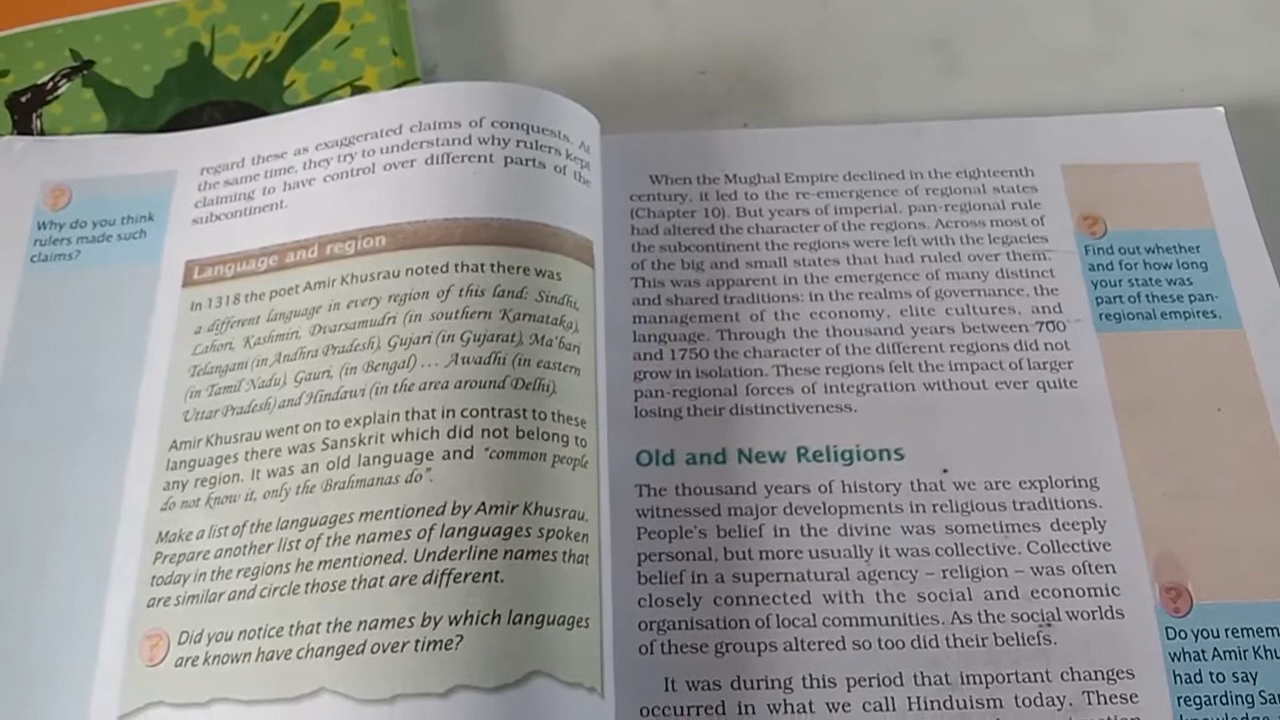 regard these as exaggerated claims of conquests. At
the same time, they try to understand why rulers kept
claiming to have control over different parts of the
subcontinent.
Why do you think
rulers made such
claims?
Language and region
In 1318 the poet Amir Khusrau noted that there was
a different language in every region of this land: Sindhi,
Lahori, Kashmiri, Dvarsamudri (in southern Karnataka),
Telangani (in Andhra Pradesh), Gujari (in Gujarat), Ma'bari
(in Tamil Nadu), Gauri, (in Bengal) ... Awadhi (in eastern
Uttar Pradesh) and Hindawi (in the area around Delhi).
Amir Khusrau went on to explain that in contrast to these
languages there was Sanskrit which did not belong to
any region. It was an old language and "common people
do not know it, only the Brahmanas do".
Make a list of the languages mentioned by Amir Khusrau.
Prepare another list of the names of languages spoken
today in the regions he mentioned. Underline names that
are similar and circle those that are different.
?
Did you notice that the names by which languages
are known have changed over time?
When the Mughal Empire declined in the eighteenth
century, it led to the re-emergence of regional states
(Chapter 10). But years of imperial, pan-regional rule
had altered the character of the regions. Across most of
the subcontinent the regions were left with the legacies
of the big and small states that had ruled over them.
This was apparent in the emergence of many distinct
and shared traditions: in the realms of governance, the
management of the economy, elite cultures, and
language. Through the thousand years between 700
and 1750 the character of the different regions did not
grow in isolation. These regions felt the impact of larger
pan-regional forces of integration without ever quite
losing their distinctiveness.
?
Find out whether
and for how long
your state was
part of these pan-
regional empires.
Old and New Religions
The thousand years of history that we are exploring
witnessed major developments in religious traditions.
People's belief in the divine was sometimes deeply
personal, but more usually it was collective. Collective
belief in a supernatural agency – religion – was often
closely connected with the social and economic
organisation of local communities. As the social worlds
of these groups altered so too did their beliefs.
It was during this period that important changes
occurred in what we call Hinduism today. These
?
Do you remem
what Amir Khu
had to say
regarding Sa